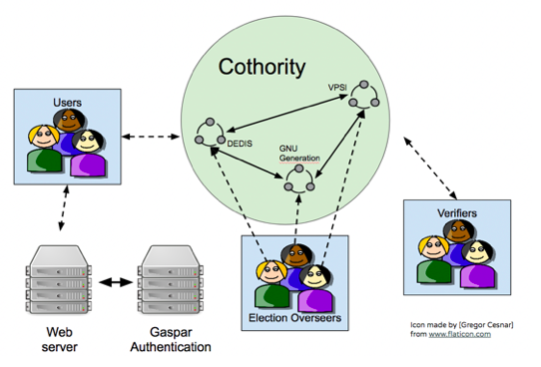 Cothority
VPSI
Users
DEDIS
GNU
Generation
Verifiers
Election Overseers
Web
server
Gaspar
Authentication
Icon made by [Gregor Cesnar]
from www.flaticon.com